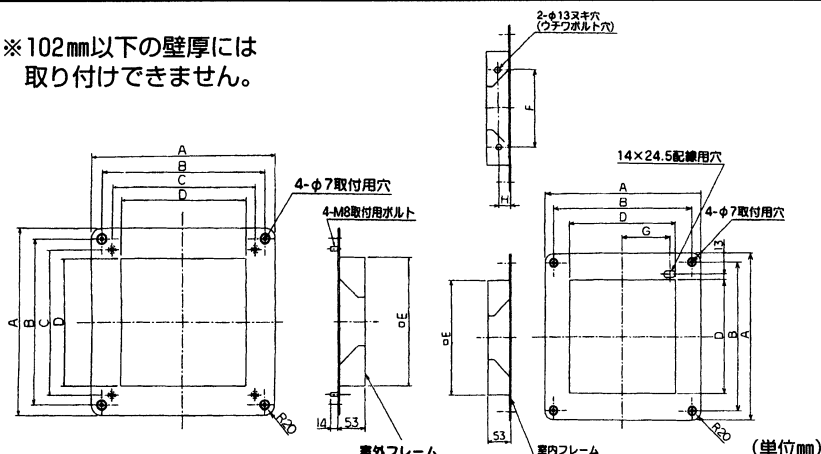 ※102mm以下の壁厚には
取り付けできません。
2-φ13ヌキ穴
(ウチワボルト穴)
F
H
A
B
C
D
4-φ7取付用穴
4-M8取付用ボルト
A
B
C
D
□E
14
53
R20
室外フレーム
14×24.5配線用穴
A
B
D
G
4-φ7取付用穴
13
□E
D
B
A
53
R20
室内フレーム
(単位mm)